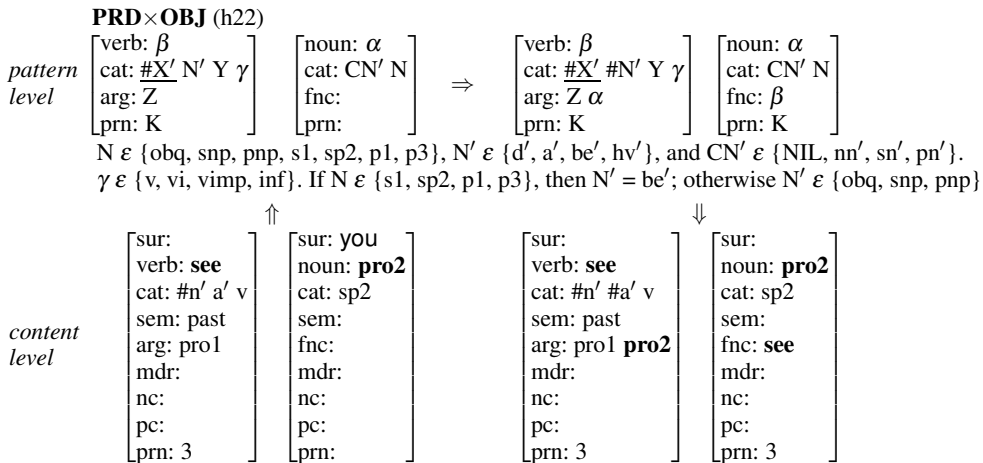 PRD×OBJ (h22)
pattern level
[verb: β [noun: α [verb: β [noun: α
cat: #X′ N′ Y γ cat: CN′ N cat: #X′ #N′ Y γ cat: CN′ N
arg: Z fnc: ⇒ arg: Z α fnc: β
prn: K] prn:] prn: K] prn: K]
N ε {obq, snp, pnp, s1, sp2, p1, p3}, N′ ε {d′, a′, be′, hv′}, and CN′ ε {NIL, nn′, sn′, pn′}.
γ ε {v, vi, vimp, inf}. If N ε {s1, sp2, p1, p3}, then N′ = be′; otherwise N′ ε {obq, snp, pnp}
⇑ ⇓
content level
[sur: [sur: you [sur: [sur:
verb: see noun: pro2 verb: see noun: pro2
cat: #n′ a′ v cat: sp2 cat: #n′ #a′ v cat: sp2
sem: past sem: sem: past sem:
arg: pro1 fnc: arg: pro1 pro2 fnc: see
mdr: mdr: mdr: mdr:
nc: nc: nc: nc:
pc: pc: pc: pc:
prn: 3] prn:] prn: 3] prn: 3]